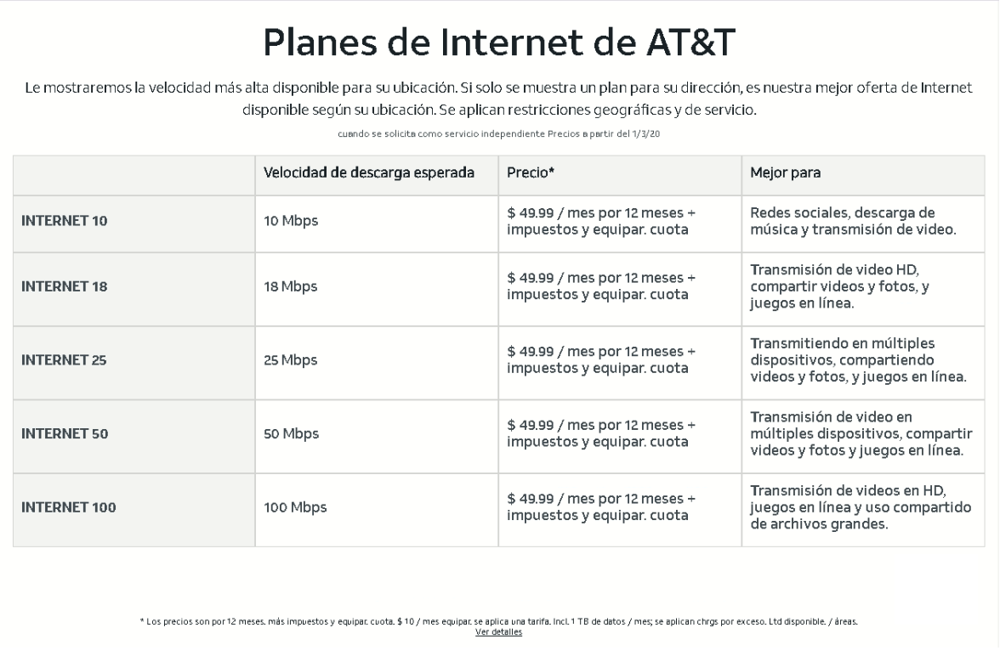 Planes de Internet de AT&T
Le mostraremos la velocidad más alta disponible para su ubicación. Si solo se muestra un plan para su dirección, es nuestra mejor oferta de Internet
disponible según su ubicación. Se aplican restricciones geográficas y de servicio.
cuando se solicita como servicio independiente Precios a partir del 1/3/20
Velocidad de descarga esperada Precio* Mejor para
INTERNET 10
10 Mbps
$ 49.99 / mes por 12 meses +
impuestos y equipar. cuota
Redes sociales, descarga de
música y transmisión de video.
INTERNET 18
18 Mbps
$ 49.99 / mes por 12 meses +
impuestos y equipar. cuota
Transmisión de video HD,
compartir videos y fotos, y
juegos en línea.
INTERNET 25
25 Mbps
$ 49.99 / mes por 12 meses +
impuestos y equipar. cuota
Transmitiendo en múltiples
dispositivos, compartiendo
videos y fotos, y juegos en línea.
INTERNET 50
50 Mbps
$ 49.99 / mes por 12 meses +
impuestos y equipar. cuota
Transmisión de video en
múltiples dispositivos, compartir
videos y fotos y juegos en línea.
INTERNET 100
100 Mbps
$ 49.99 / mes por 12 meses +
impuestos y equipar. cuota
Transmisión de videos en HD,
juegos en línea y uso compartido
de archivos grandes.
* Los precios son por 12 meses. más impuestos y equipar. cuota. $ 10 / mes equipar. se aplica una tarifa. Incl. 1 TB de datos / mes; se aplican chrgs por exceso. Ltd disponible. / áreas.
Ver detalles